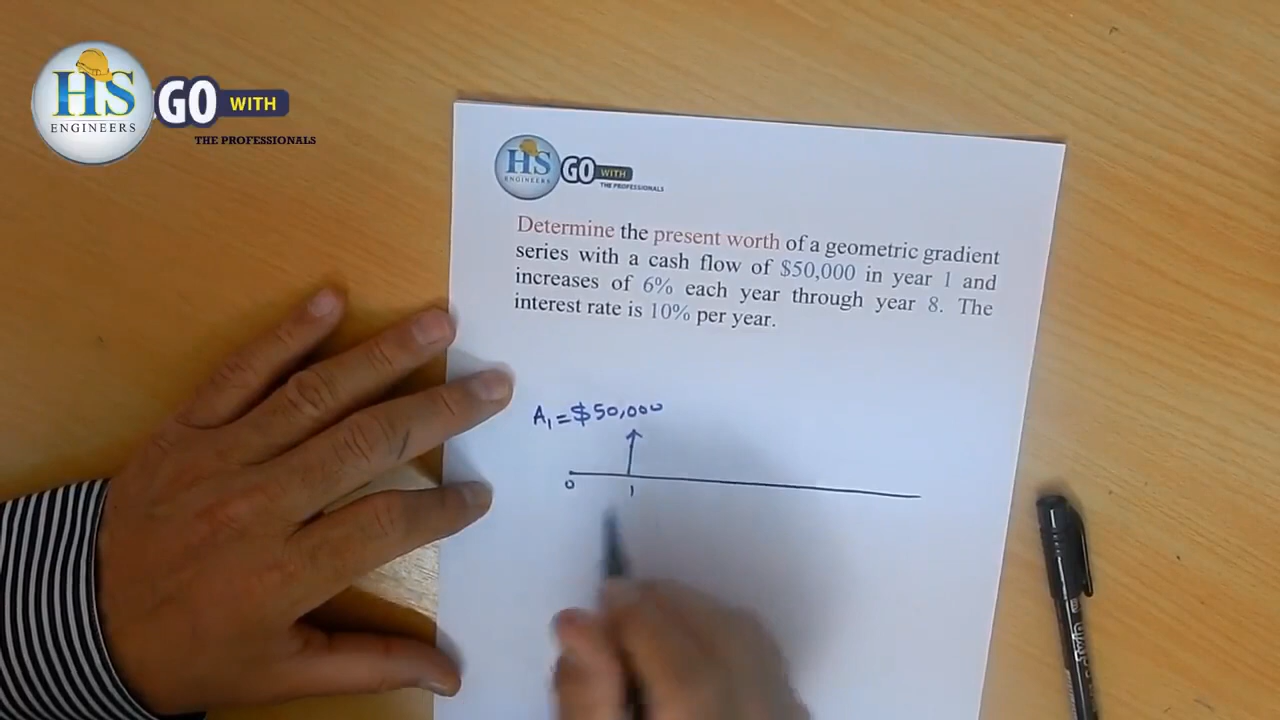 HS
ENGINEERS
GO WITH
THE PROFESSIONALS
HS
ENGINEERS
GO WITH
THE PROFESSIONALS
Determine the present worth of a geometric gradient
series with a cash flow of $50,000 in year 1 and
increases of 6% each year through year 8. The
interest rate is 10% per year.
A₁=$50,000
0 1